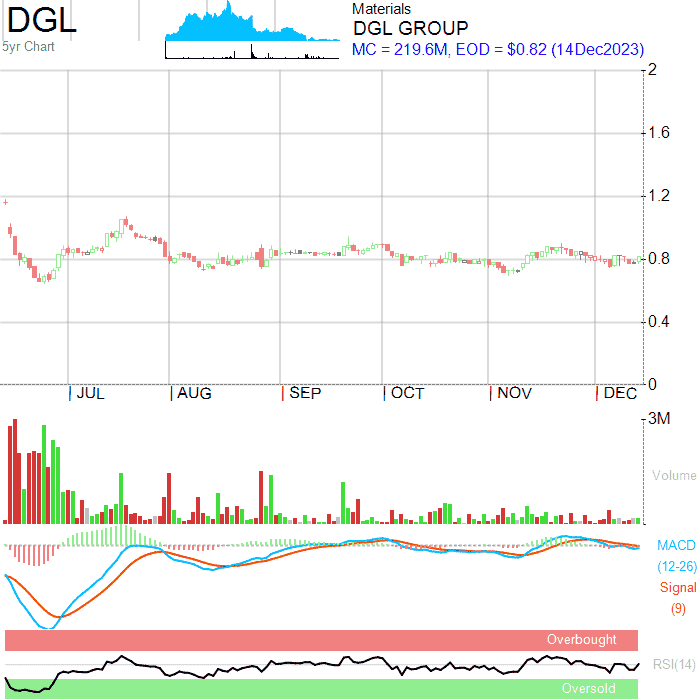 DGL
5yr Chart
Materials
DGL GROUP
MC = 219.6M, EOD = $0.82 (14Dec2023)
2
1.6
1.2
0.8
0.4
0
JUL AUG SEP OCT NOV DEC
3M
Volume
MACD
(12-26)
Signal
(9)
Overbought
RSI(14)
Oversold